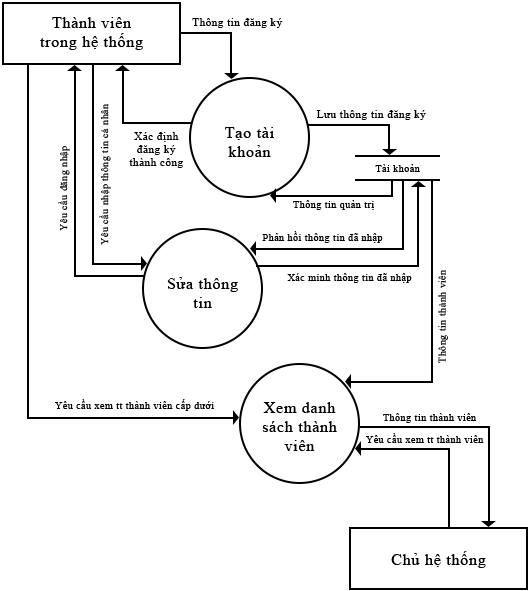 Thành viên
trong hệ thống
Thông tin đăng ký
Tạo tài
khoản
Lưu thông tin đăng ký
Xác định
đăng ký
thành công
Tài khoản
Thông tin quản trị
Yêu cầu đăng nhập
Yêu cầu nhập thông tin cá nhân
Phản hồi thông tin đã nhập
Sửa thông
tin
Xác minh thông tin đã nhập
Thông tin thành viên
Yêu cầu xem tt thành viên cấp dưới
Xem danh
sách thành
viên
Thông tin thành viên
Yêu cầu xem tt thành viên
Chủ hệ thống